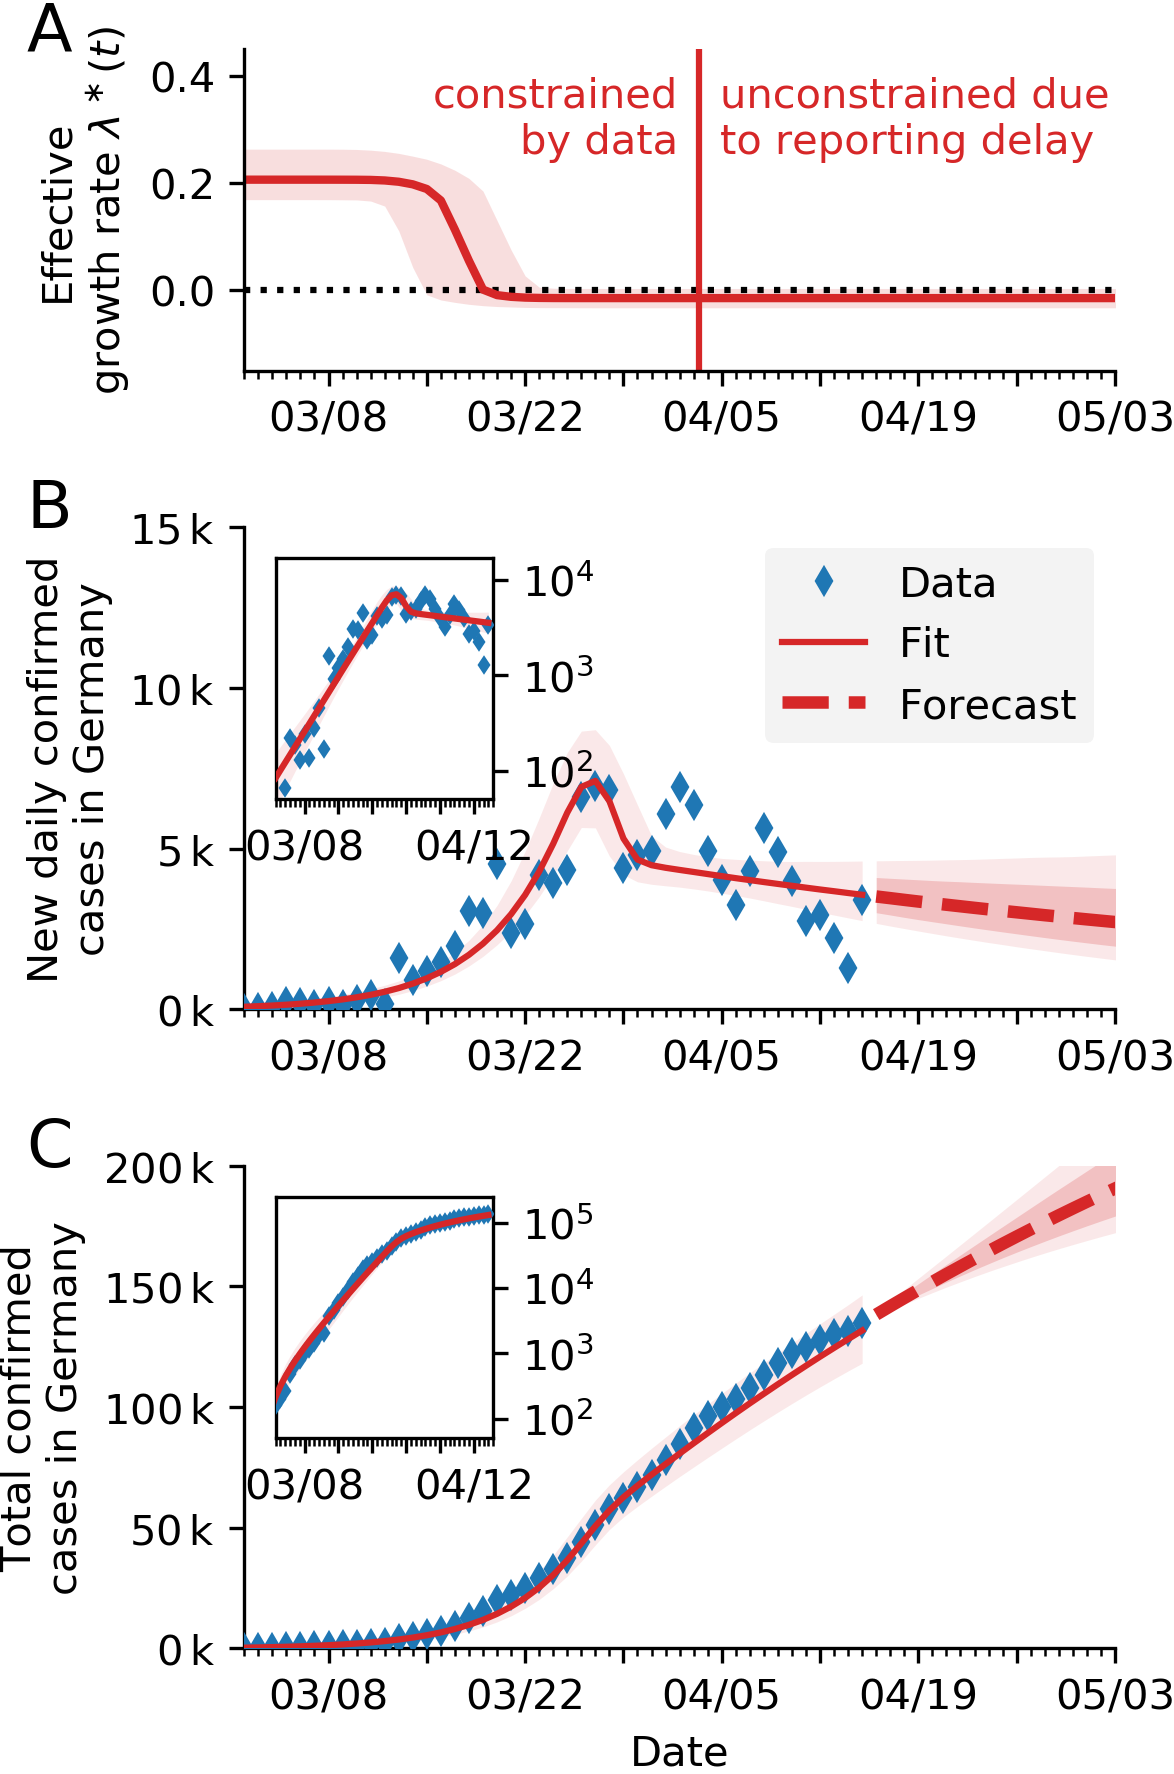 A
Effective
growth rate λ * (t)
0.4
0.2
0.0
constrained
by data
unconstrained due
to reporting delay
03/08
03/22
04/05
04/19
05/03
B
New daily confirmed
cases in Germany
15 k
10 k
5 k
0 k
10⁴
10³
10²
03/08
04/12
Data
Fit
Forecast
03/08
03/22
04/05
04/19
05/03
C
Total confirmed
cases in Germany
200 k
150 k
100 k
50 k
0 k
10⁵
10⁴
10³
10²
03/08
04/12
03/08
03/22
04/05
04/19
05/03
Date